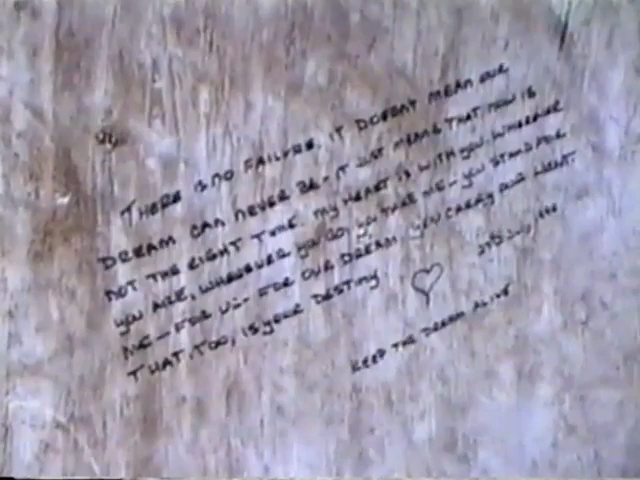 THERE IS NO FAILURE. IT DOESN'T MEAN OUR
DREAM CAN NEVER BE - IT JUST MEANS THAT NOW IS
NOT THE RIGHT TIME. MY HEART IS WITH YOU WHEREVER
YOU ARE, WHEREVER YOU GO. YOU TAKE ME - YOU STAND FOR
ME - FOR US - FOR OUR DREAM YOU CARRY OUR HEART.
THAT, TOO, IS YOUR DESTINY
KEEP THE DREAM ALIVE